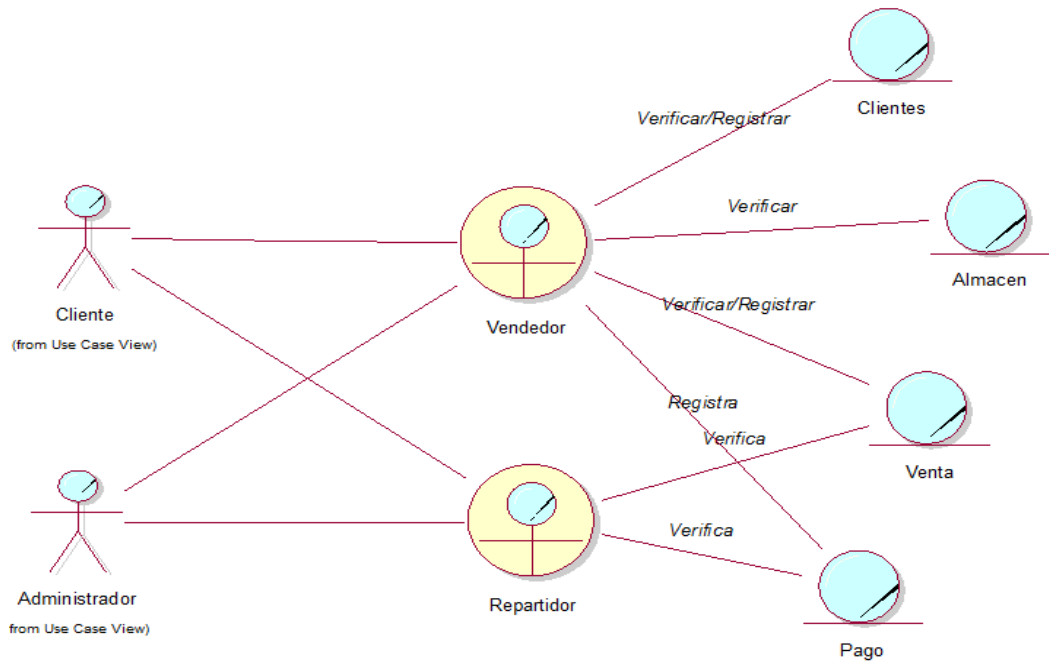 Clientes
Verificar/Registrar
Verificar
Almacen
Cliente
(from Use Case View)
Vendedor
Verificar/Registrar
Registra
Verifica
Venta
Verifica
Administrador
from Use Case View)
Repartidor
Pago